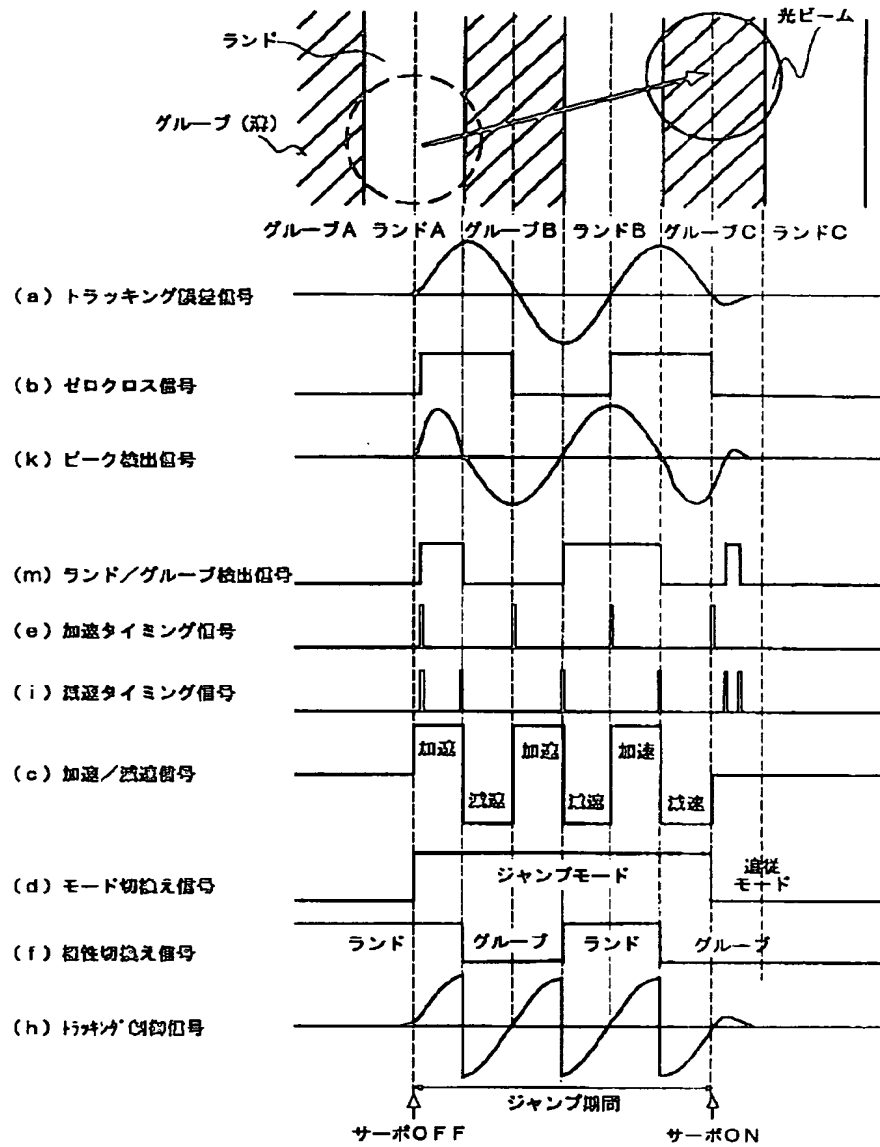 光ビーム
ランド
グルーブ(溝)
グルーブA ランドA グルーブB ランドB グルーブC ランドC
(a)トラッキング誤差信号
(b)ゼロクロス信号
(k)ピーク検出信号
(m)ランド/グルーブ検出信号
(e)加速タイミング信号
(i)減速タイミング信号
加速 加速 加速
(c)加速/減速信号
減速 減速 減速
ジャンプモード
追従
モード
(d)モード切換え信号
ランド グルーブ ランド グルーブ
(f)極性切換え信号
(h)トラッキング制御信号
ジャンプ期間
サーボOFF サーボON